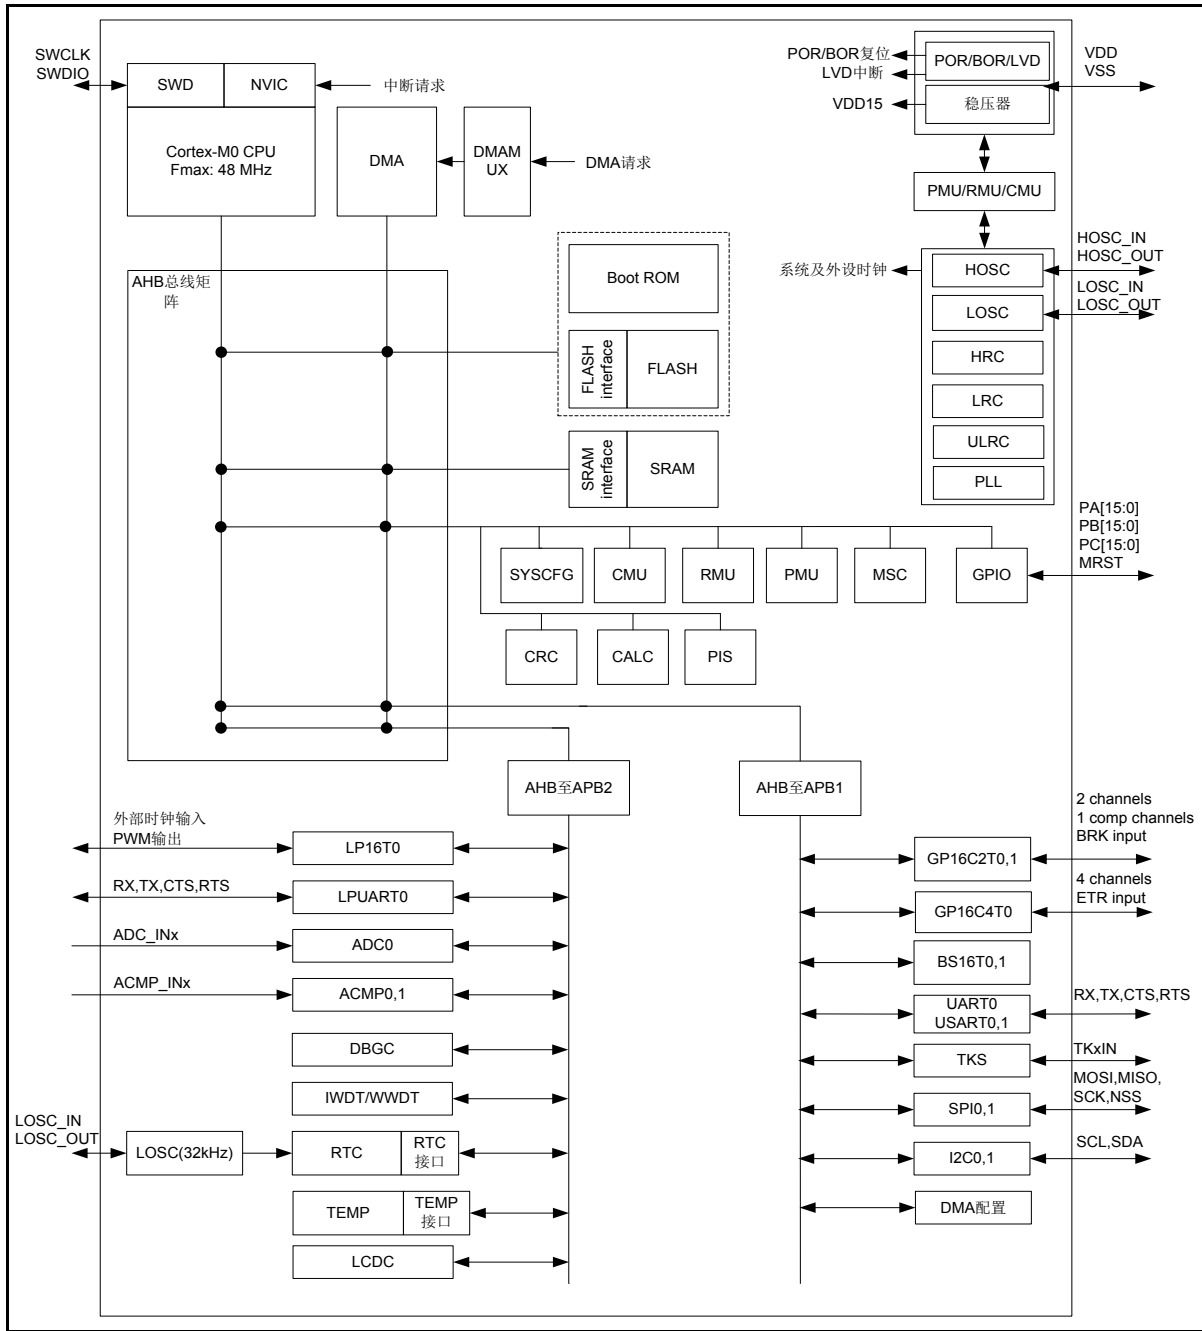 SWCLK
SWDIO
SWD
NVIC
中断请求
Cortex-M0 CPU
Fmax: 48 MHz
DMA
DMAM
UX
DMA请求
POR/BOR复位
LVD中断
VDD15
POR/BOR/LVD
稳压器
VDD
VSS
PMU/RMU/CMU
系统及外设时钟
HOSC
LOSC
HRC
LRC
ULRC
PLL
HOSC_IN
HOSC_OUT
LOSC_IN
LOSC_OUT
AHB总线矩
阵
Boot ROM
FLASH
interface
FLASH
SRAM
interface
SRAM
SYSCFG
CMU
RMU
PMU
MSC
GPIO
PA[15:0]
PB[15:0]
PC[15:0]
MRST
CRC
CALC
PIS
AHB至APB2
AHB至APB1
外部时钟输入
PWM输出
LP16T0
RX,TX,CTS,RTS
LPUART0
ADC_INx
ADC0
ACMP_INx
ACMP0,1
DBGC
IWDT/WWDT
LOSC_IN
LOSC_OUT
LOSC(32kHz)
RTC
RTC
接口
TEMP
TEMP
接口
LCDC
2 channels
1 comp channels
BRK input
GP16C2T0,1
4 channels
ETR input
GP16C4T0
BS16T0,1
UART0
USART0,1
RX,TX,CTS,RTS
TKS
TKxIN
MOSI,MISO,
SCK,NSS
SPI0,1
SCL,SDA
I2C0,1
DMA配置